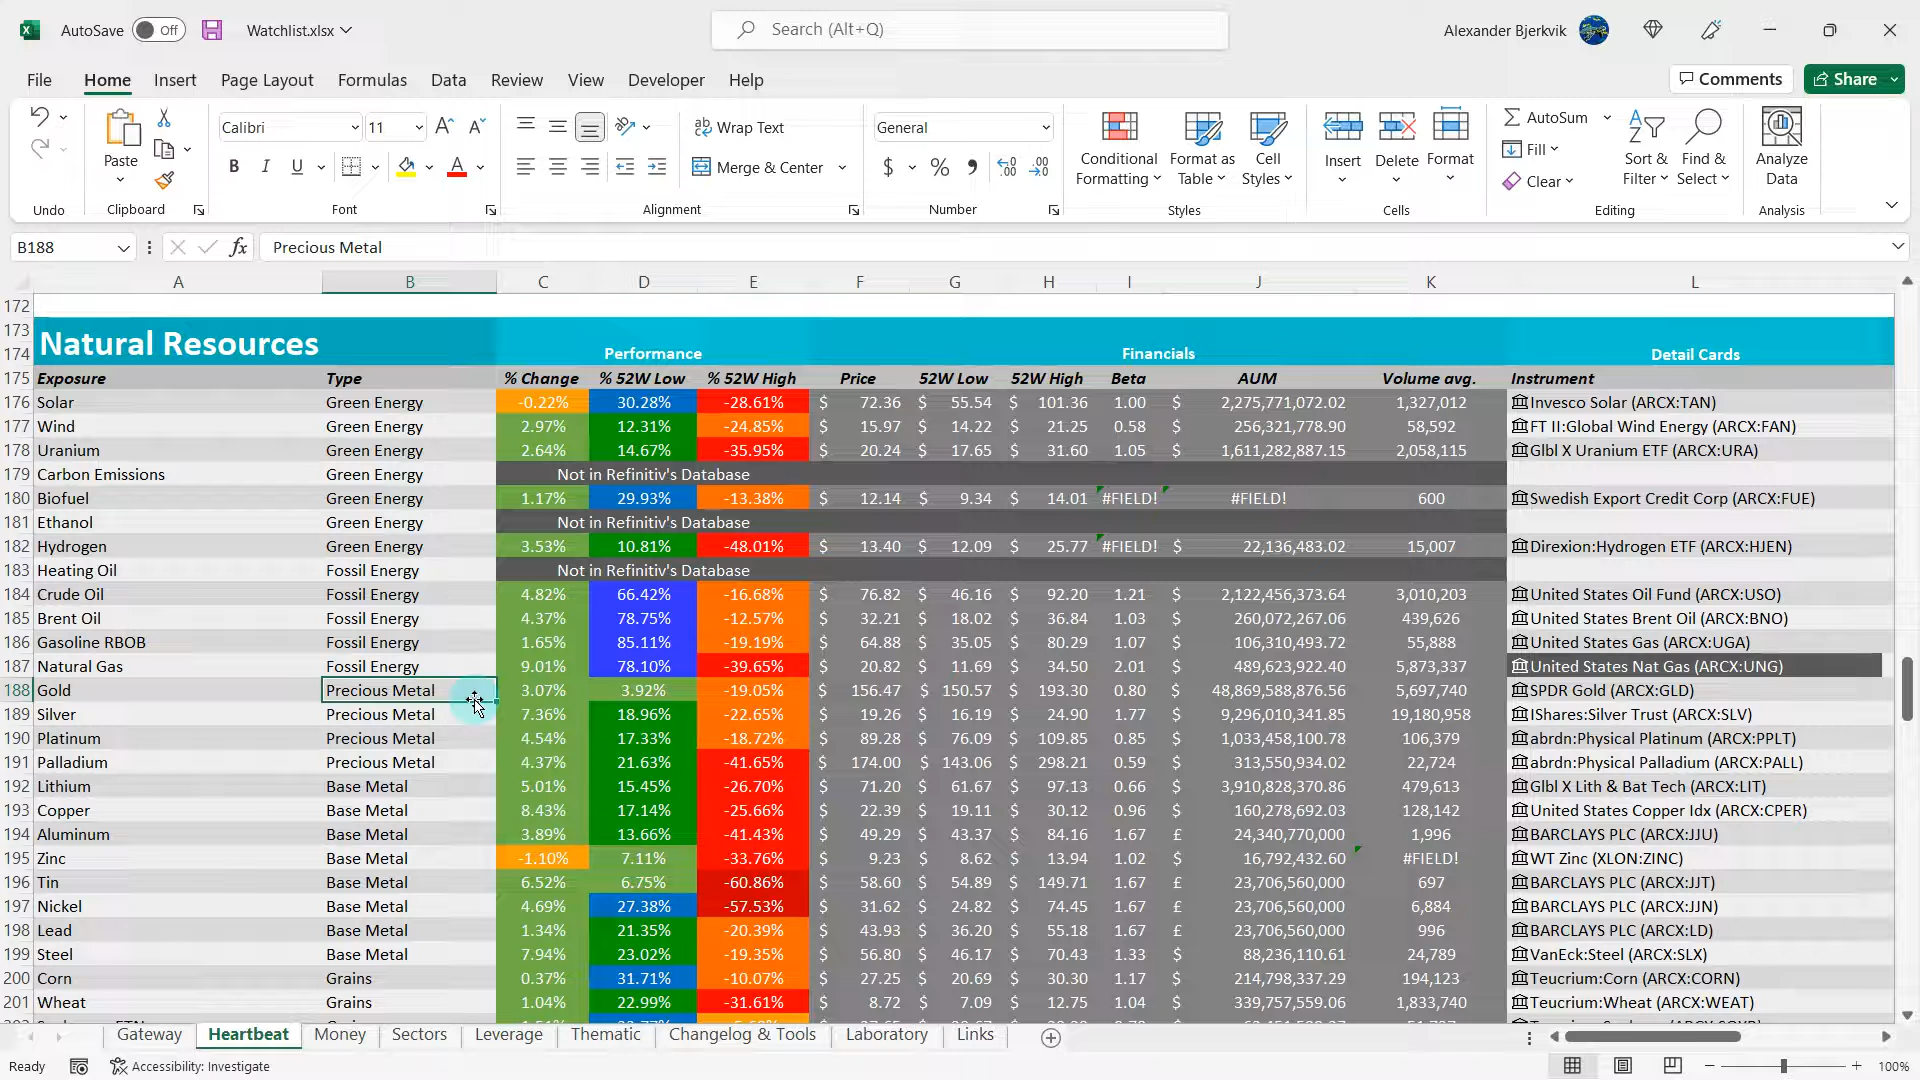 AutoSave Off Watchlist.xlsx Search (Alt+Q) Alexander Bjerkvik
File Home Insert Page Layout Formulas Data Review View Developer Help Comments Share
Calibri 11 Wrap Text General AutoSum
Paste Conditional Formatting Format as Table Cell Styles Insert Delete Format Fill Sort & Filter Find & Select Analyze Data
B I U A Merge & Center $ % , Clear
Undo Clipboard Font Alignment Number Styles Cells Editing Analysis
B188 fx Precious Metal
A B C D E F G H I J K L
172
173 Natural Resources
174 Performance Financials Detail Cards
175 Exposure Type % Change % 52W Low % 52W High Price 52W Low 52W High Beta AUM Volume avg. Instrument
176 Solar Green Energy -0.22% 30.28% -28.61% $ 72.36 $ 55.54 $ 101.36 1.00 $ 2,275,771,072.02 1,327,012 Invesco Solar (ARCX:TAN)
177 Wind Green Energy 2.97% 12.31% -24.85% $ 15.97 $ 14.22 $ 21.25 0.58 $ 256,321,778.90 58,592 FT II:Global Wind Energy (ARCX:FAN)
178 Uranium Green Energy 2.64% 14.67% -35.95% $ 20.24 $ 17.65 $ 31.60 1.05 $ 1,611,282,887.15 2,058,115 Glbl X Uranium ETF (ARCX:URA)
179 Carbon Emissions Green Energy Not in Refinitiv's Database
180 Biofuel Green Energy 1.17% 29.93% -13.38% $ 12.14 $ 9.34 $ 14.01 #FIELD! #FIELD! 600 Swedish Export Credit Corp (ARCX:FUE)
181 Ethanol Green Energy Not in Refinitiv's Database
182 Hydrogen Green Energy 3.53% 10.81% -48.01% $ 13.40 $ 12.09 $ 25.77 #FIELD! $ 22,136,483.02 15,007 Direxion:Hydrogen ETF (ARCX:HJEN)
183 Heating Oil Fossil Energy Not in Refinitiv's Database
184 Crude Oil Fossil Energy 4.82% 66.42% -16.68% $ 76.82 $ 46.16 $ 92.20 1.21 $ 2,122,456,373.64 3,010,203 United States Oil Fund (ARCX:USO)
185 Brent Oil Fossil Energy 4.37% 78.75% -12.57% $ 32.21 $ 18.02 $ 36.84 1.03 $ 260,072,267.06 439,626 United States Brent Oil (ARCX:BNO)
186 Gasoline RBOB Fossil Energy 1.65% 85.11% -19.19% $ 64.88 $ 35.05 $ 80.29 1.07 $ 106,310,493.72 55,888 United States Gas (ARCX:UGA)
187 Natural Gas Fossil Energy 9.01% 78.10% -39.65% $ 20.82 $ 11.69 $ 34.50 2.01 $ 489,623,922.40 5,873,337 United States Nat Gas (ARCX:UNG)
188 Gold Precious Metal 3.07% 3.92% -19.05% $ 156.47 $ 150.57 $ 193.30 0.80 $ 48,869,588,876.56 5,697,740 SPDR Gold (ARCX:GLD)
189 Silver Precious Metal 7.36% 18.96% -22.65% $ 19.26 $ 16.19 $ 24.90 1.77 $ 9,296,010,341.85 19,180,958 IShares:Silver Trust (ARCX:SLV)
190 Platinum Precious Metal 4.54% 17.33% -18.72% $ 89.28 $ 76.09 $ 109.85 0.85 $ 1,033,458,100.78 106,379 abrdn:Physical Platinum (ARCX:PPLT)
191 Palladium Precious Metal 4.37% 21.63% -41.65% $ 174.00 $ 143.06 $ 298.21 0.59 $ 313,550,934.02 22,724 abrdn:Physical Palladium (ARCX:PALL)
192 Lithium Base Metal 5.01% 15.45% -26.70% $ 71.20 $ 61.67 $ 97.13 0.66 $ 3,910,828,370.86 479,613 Glbl X Lith & Bat Tech (ARCX:LIT)
193 Copper Base Metal 8.43% 17.14% -25.66% $ 22.39 $ 19.11 $ 30.12 0.96 $ 160,278,692.03 128,142 United States Copper Idx (ARCX:CPER)
194 Aluminum Base Metal 3.89% 13.66% -41.43% $ 49.29 $ 43.37 $ 84.16 1.67 £ 24,340,770,000 1,996 BARCLAYS PLC (ARCX:JJU)
195 Zinc Base Metal -1.10% 7.11% -33.76% $ 9.23 $ 8.62 $ 13.94 1.02 $ 16,792,432.60 #FIELD! WT Zinc (XLON:ZINC)
196 Tin Base Metal 6.52% 6.75% -60.86% $ 58.60 $ 54.89 $ 149.71 1.67 £ 23,706,560,000 697 BARCLAYS PLC (ARCX:JJT)
197 Nickel Base Metal 4.69% 27.38% -57.53% $ 31.62 $ 24.82 $ 74.45 1.67 £ 23,706,560,000 6,884 BARCLAYS PLC (ARCX:JJN)
198 Lead Base Metal 1.34% 21.35% -20.39% $ 43.93 $ 36.20 $ 55.18 1.67 £ 23,706,560,000 996 BARCLAYS PLC (ARCX:LD)
199 Steel Base Metal 7.94% 23.02% -19.35% $ 56.80 $ 46.17 $ 70.43 1.33 $ 88,236,110.61 24,789 VanEck:Steel (ARCX:SLX)
200 Corn Grains 0.37% 31.71% -10.07% $ 27.25 $ 20.69 $ 30.30 1.17 $ 214,798,337.29 194,123 Teucrium:Corn (ARCX:CORN)
201 Wheat Grains 1.04% 22.99% -31.61% $ 8.72 $ 7.09 $ 12.75 1.04 $ 339,757,559.06 1,833,740 Teucrium:Wheat (ARCX:WEAT)
Gateway Heartbeat Money Sectors Leverage Thematic Changelog & Tools Laboratory Links
Ready Accessibility: Investigate 100%